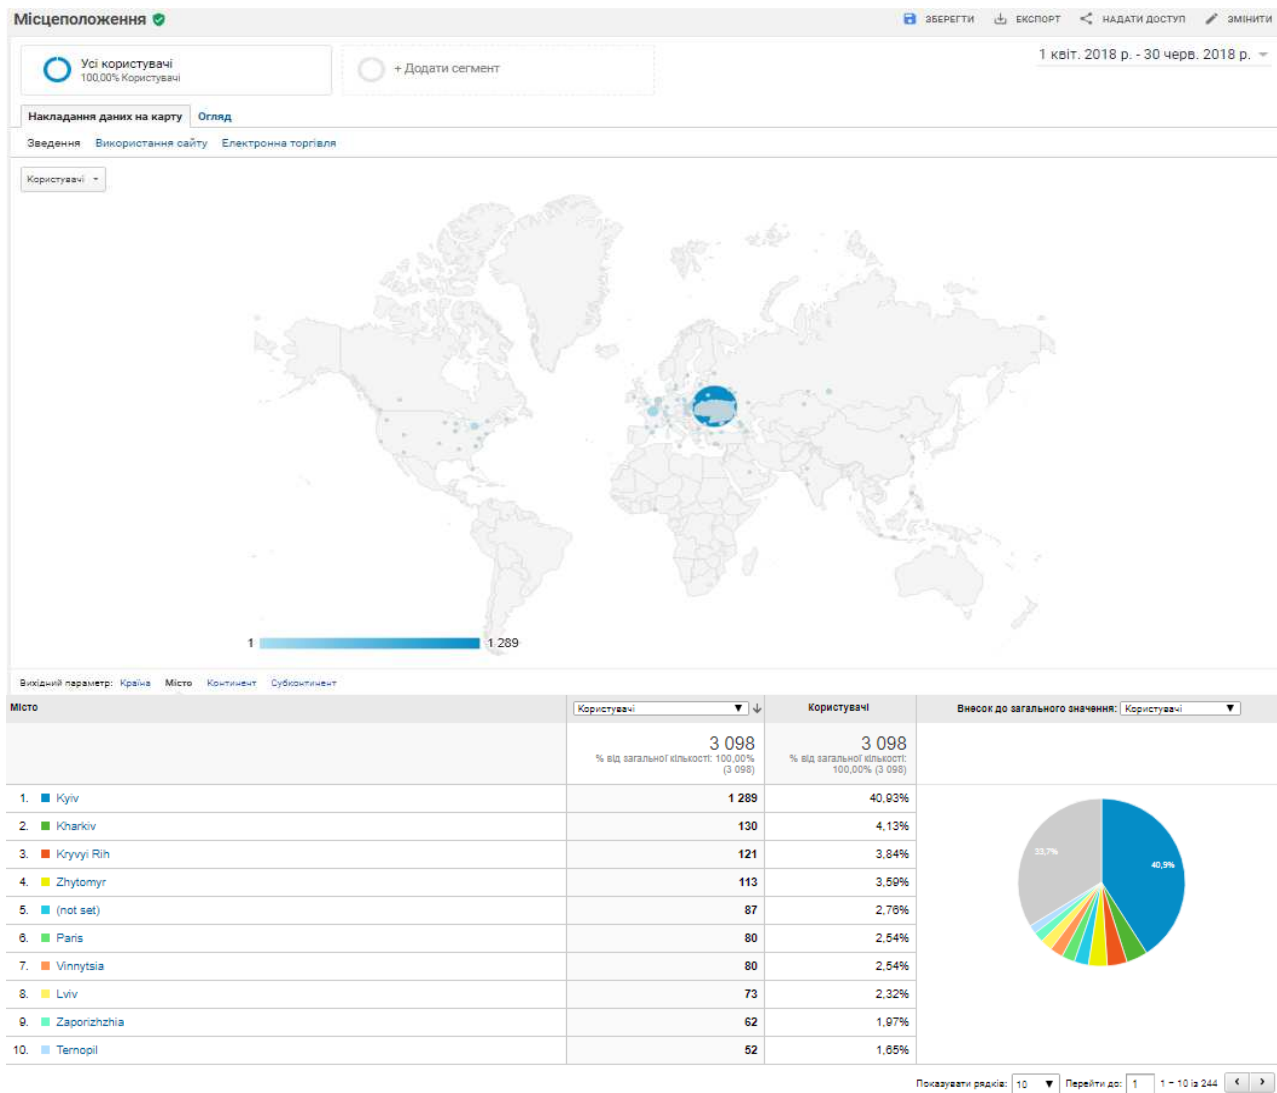 Місцеположення
ЗБЕРЕГТИ ЕКСПОРТ НАДАТИ ДОСТУП ЗМІНИТИ
Усі користувачі
100,00% Користувачі
+ Додати сегмент
1 квіт. 2018 р. - 30 черв. 2018 р.
Накладання даних на карту Огляд
Зведення Використання сайту Електронна торгівля
Користувачі
1 1 289
Вихідний параметр: Країна Місто Континент Субконтинент
Місто Користувачі Користувачі Внесок до загального значення: Користувачі
3 098 3 098
% від загальної кількості: 100,00% (3 098)
% від загальної кількості: 100,00% (3 098)
1. Kyiv 1 289 40,93%
2. Kharkiv 130 4,13%
3. Kryvyi Rih 121 3,84%
4. Zhytomyr 113 3,59%
5. (not set) 87 2,76%
6. Paris 80 2,54%
7. Vinnytsia 80 2,54%
8. Lviv 73 2,32%
9. Zaporizhzhia 62 1,97%
10. Ternopil 52 1,65%
33,7%
40,9%
Показувати рядків: 10 Перейти до: 1 1 – 10 із 244